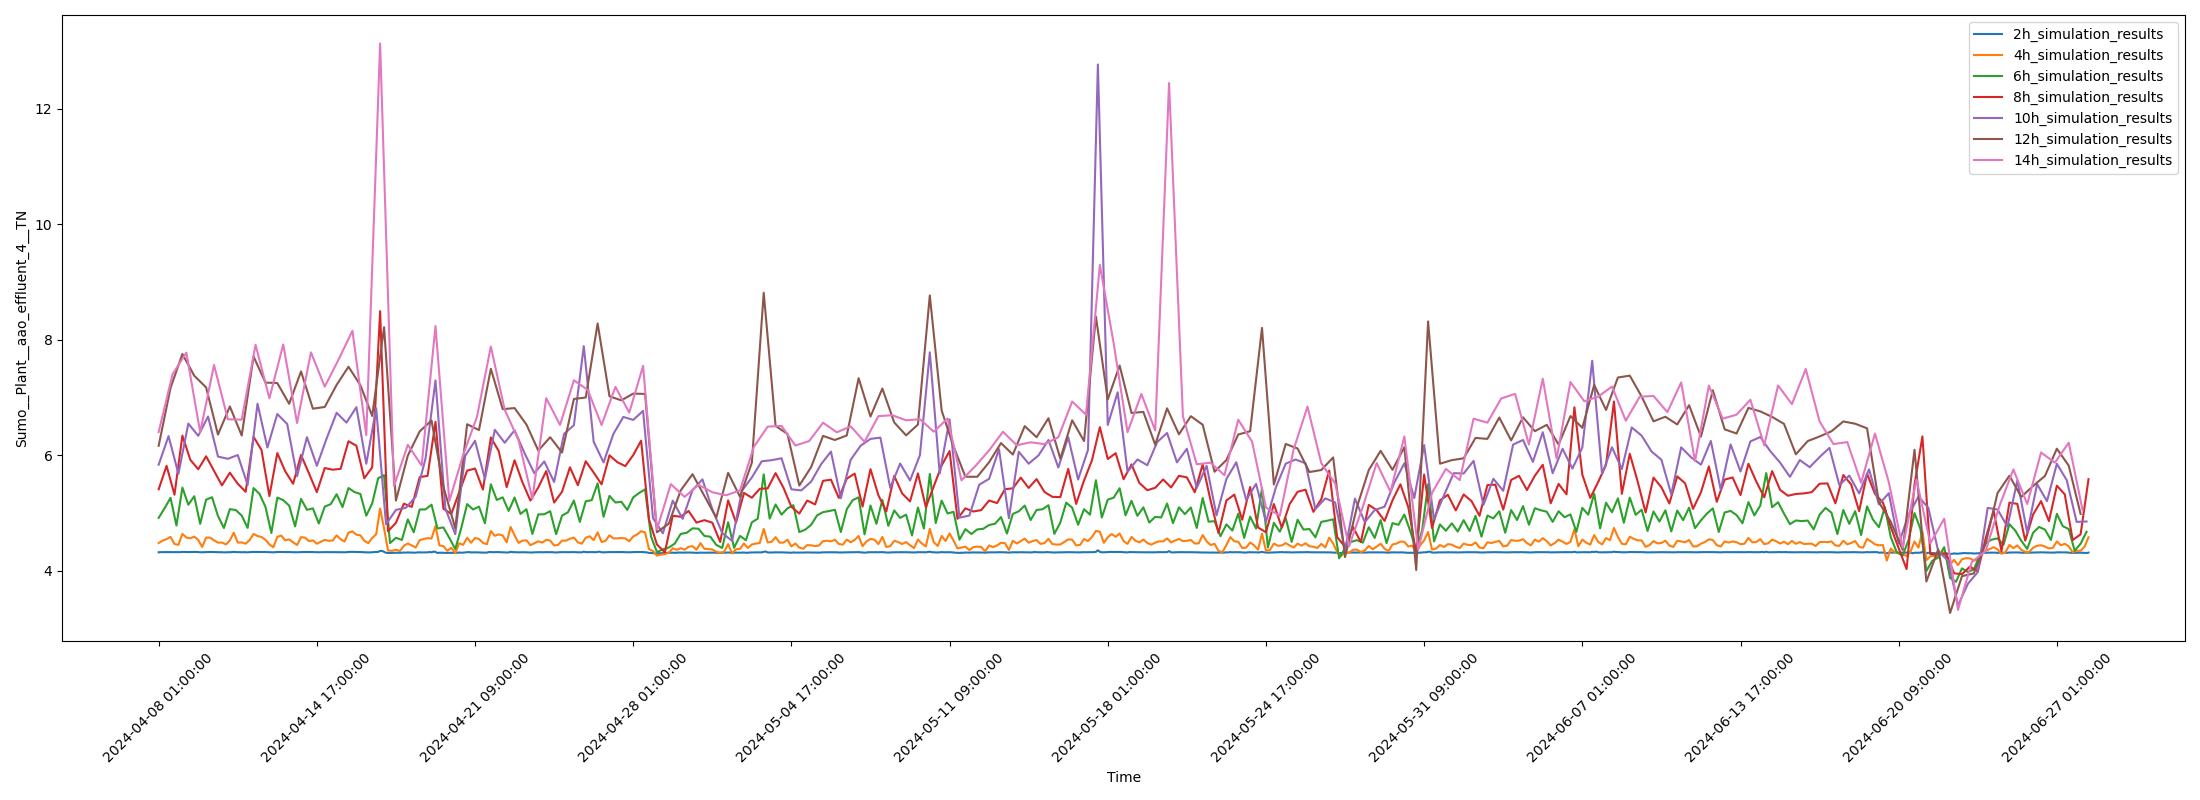 2h_simulation_results
4h_simulation_results
6h_simulation_results
8h_simulation_results
10h_simulation_results
12h_simulation_results
14h_simulation_results
Sumo__Plant__aao_effluent_4__TN
12
10
8
6
4
2024-04-08 01:00:00
2024-04-14 17:00:00
2024-04-21 09:00:00
2024-04-28 01:00:00
2024-05-04 17:00:00
2024-05-11 09:00:00
2024-05-18 01:00:00
2024-05-24 17:00:00
2024-05-31 09:00:00
2024-06-07 01:00:00
2024-06-13 17:00:00
2024-06-20 09:00:00
2024-06-27 01:00:00
Time